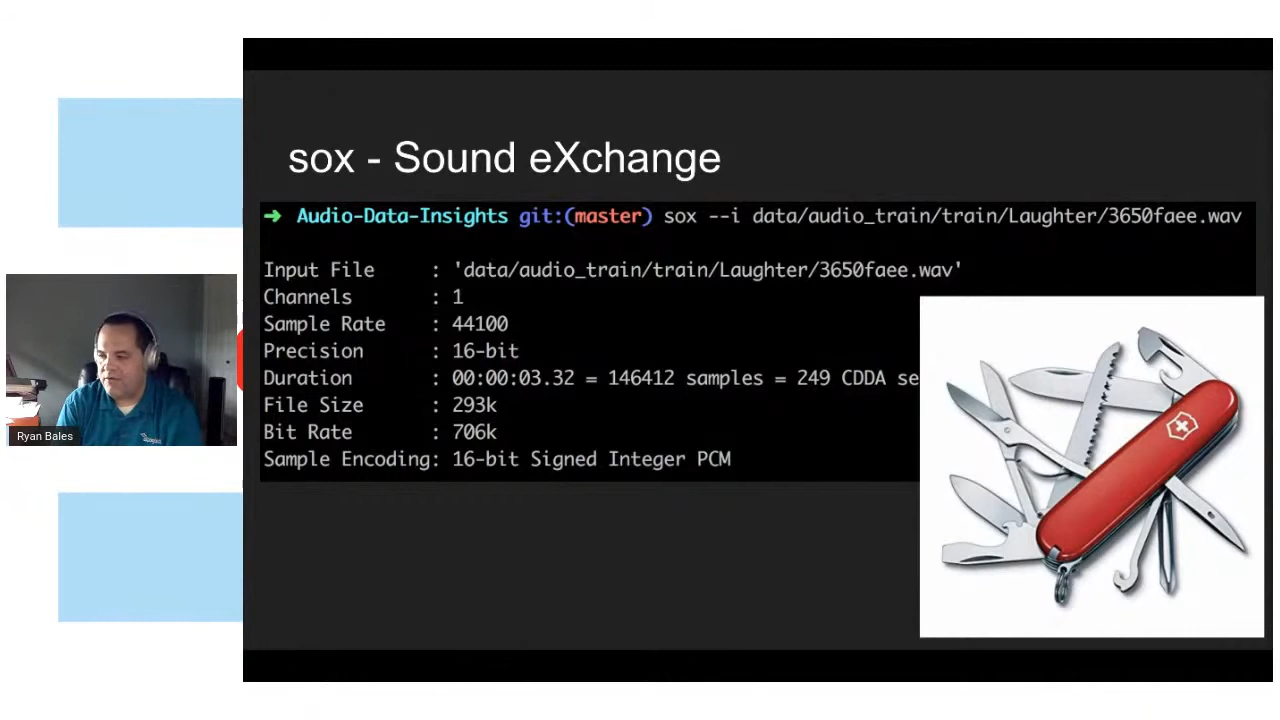 sox - Sound eXchange
➜ Audio-Data-Insights git:(master) sox --i data/audio_train/train/Laughter/3650faee.wav
Input File : 'data/audio_train/train/Laughter/3650faee.wav'
Channels : 1
Sample Rate : 44100
Precision : 16-bit
Duration : 00:00:03.32 = 146412 samples = 249 CDDA se
File Size : 293k
Bit Rate : 706k
Sample Encoding: 16-bit Signed Integer PCM
Ryan Bales